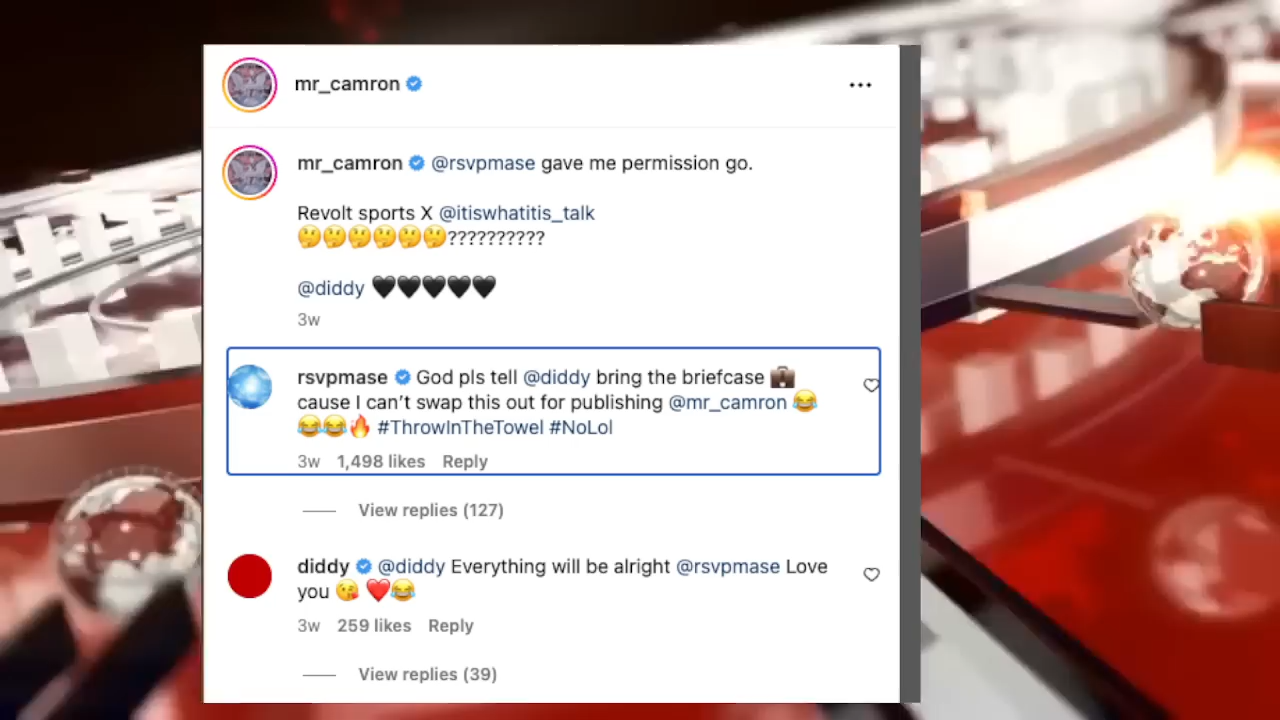 mr_camron
mr_camron @rsvpmase gave me permission go.
Revolt sports X @itiswhatitis_talk
🤔🤔🤔🤔🤔🤔??????????
@diddy 🖤🖤🖤🖤🖤
3w
rsvpmase God pls tell @diddy bring the briefcase 💼
cause I can’t swap this out for publishing @mr_camron 😂
😂😂🔥 #ThrowInTheTowel #NoLol
3w 1,498 likes Reply
View replies (127)
diddy @diddy Everything will be alright @rsvpmase Love
you 😘 ❤️😂
3w 259 likes Reply
View replies (39)